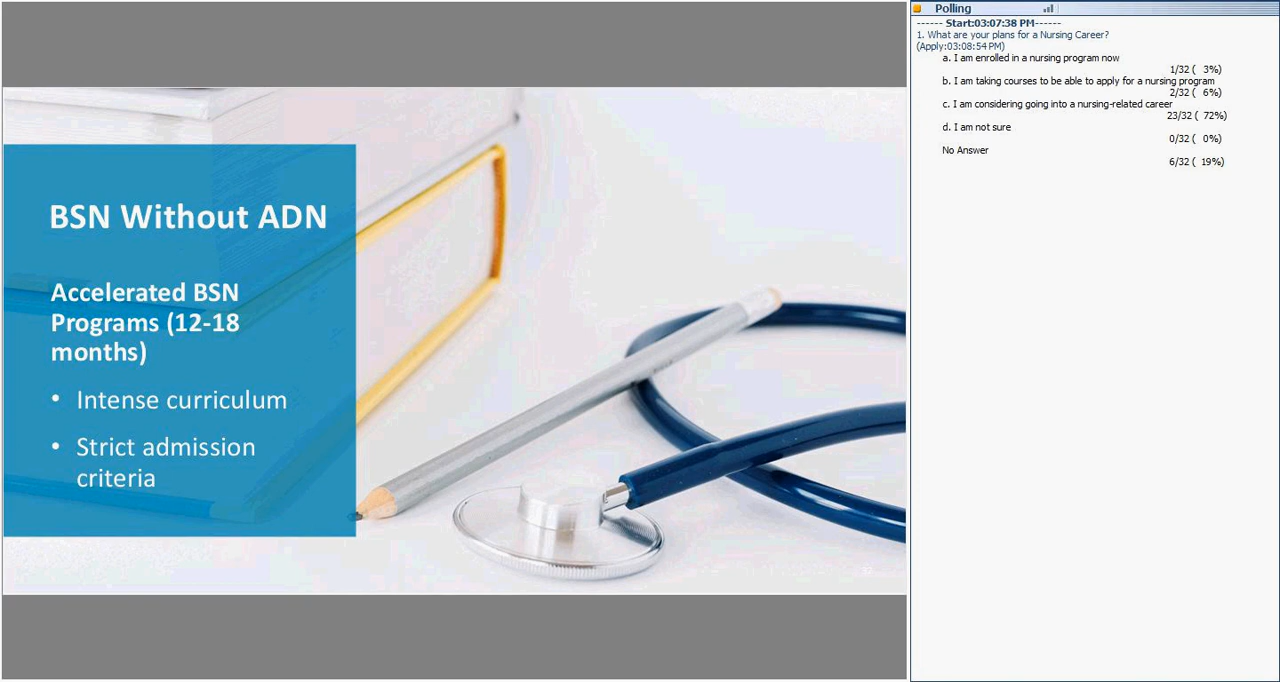 BSN Without ADN
Accelerated BSN
Programs (12-18
months)
• Intense curriculum
• Strict admission
criteria
Polling
------ Start:03:07:38 PM------
1. What are your plans for a Nursing Career?
(Apply:03:08:54 PM)
a. I am enrolled in a nursing program now
1/32 ( 3%)
b. I am taking courses to be able to apply for a nursing program
2/32 ( 6%)
c. I am considering going into a nursing-related career
23/32 ( 72%)
d. I am not sure
0/32 ( 0%)
No Answer
6/32 ( 19%)